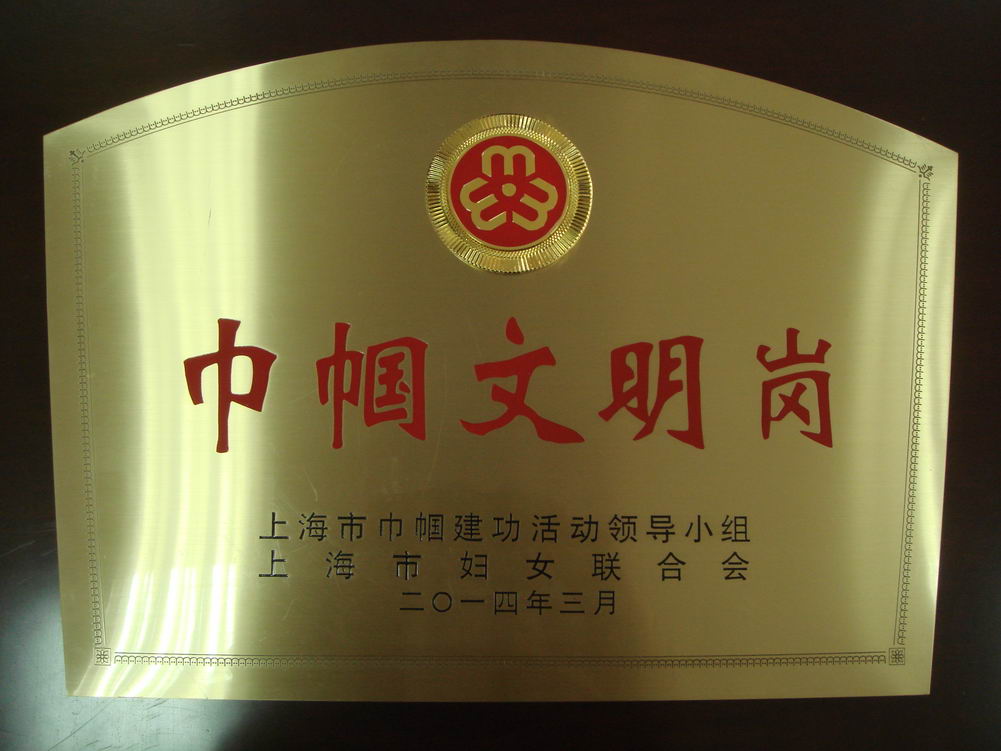 巾帼文明岗
上海市巾帼建功活动领导小组
上海市妇女联合会
二〇一四年三月